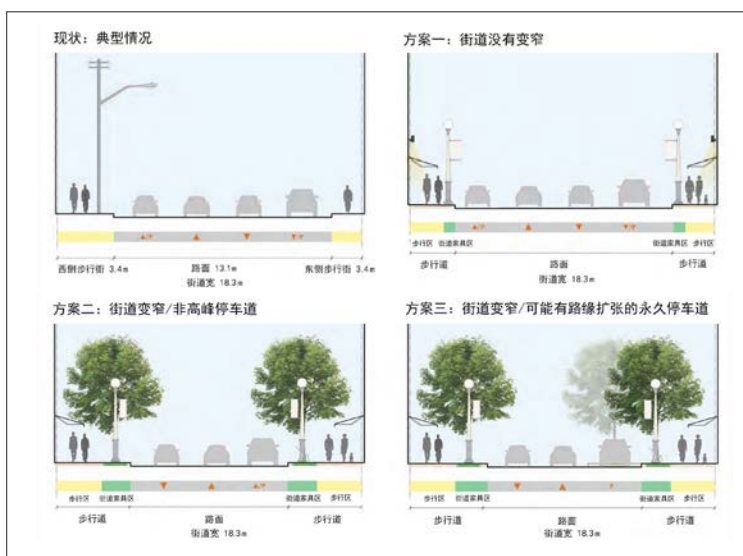 现状：典型情况
西侧步行街 3.4m
路面 13.1m
东侧步行街 3.4m
街道宽 18.3m
方案一：街道没有变窄
步行区
街道家具区
街道家具区
步行区
步行道
路面
步行道
街道宽 18.3m
方案二：街道变窄/非高峰停车道
步行区
街道家具区
街道家具区
步行区
步行道
路面
步行道
街道宽 18.3m
方案三：街道变窄/可能有路缘扩张的永久停车道
步行区
街道家具区
街道家具区
步行区
步行道
路面
步行道
街道宽 18.3m